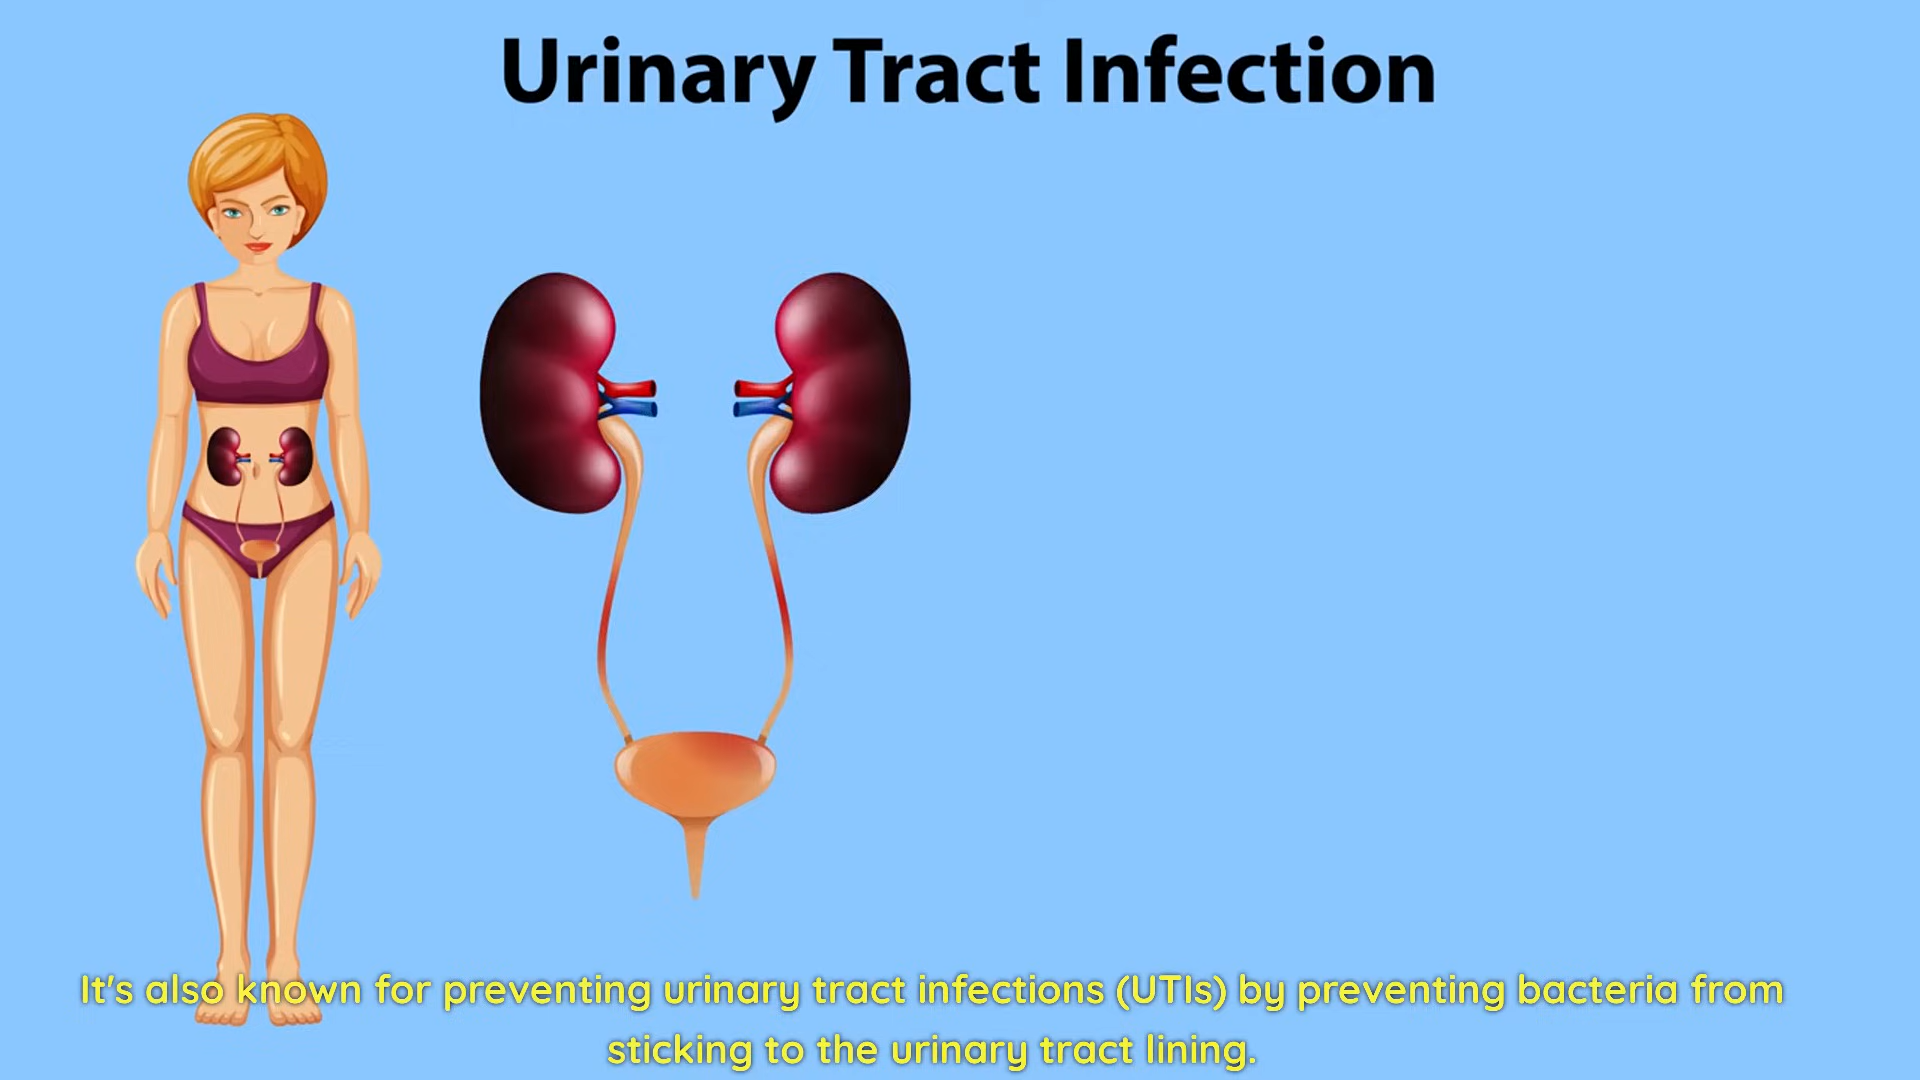 Urinary Tract Infection
It's also known for preventing urinary tract infections (UTIs) by preventing bacteria from
sticking to the urinary tract lining.